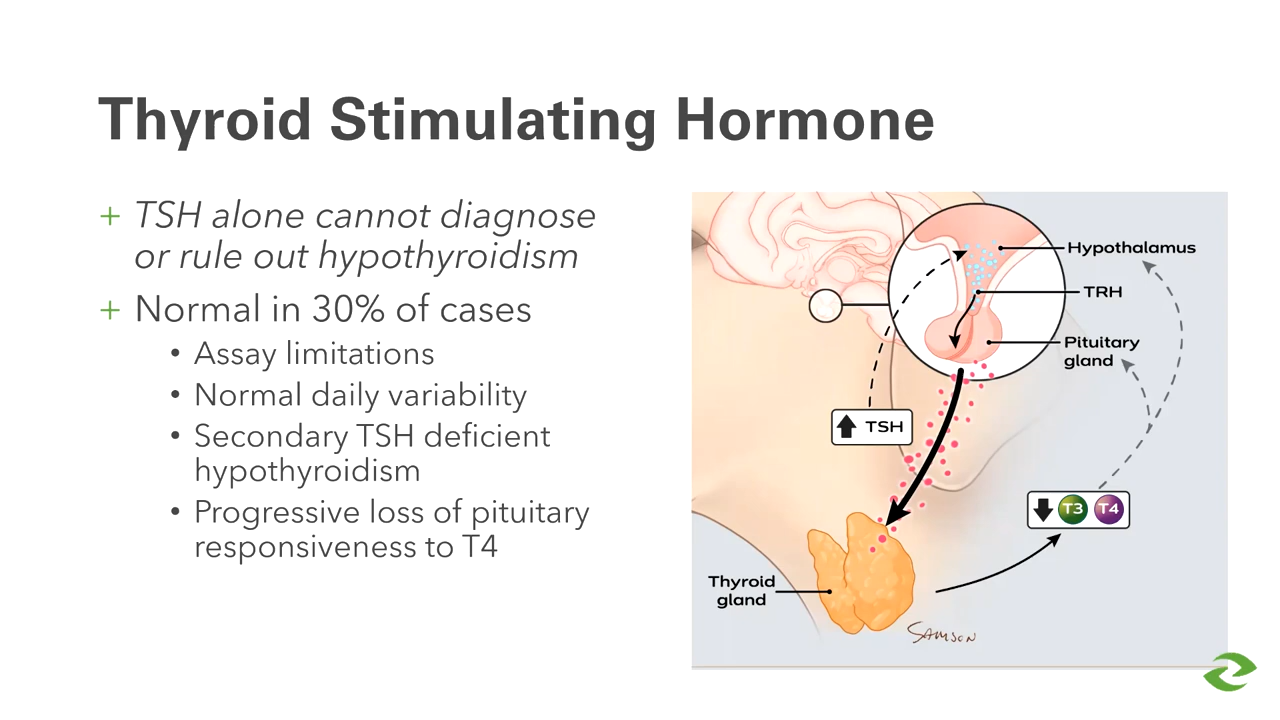 Thyroid Stimulating Hormone
+ TSH alone cannot diagnose
or rule out hypothyroidism
+ Normal in 30% of cases
• Assay limitations
• Normal daily variability
• Secondary TSH deficient
hypothyroidism
• Progressive loss of pituitary
responsiveness to T4
Hypothalamus
TRH
Pituitary
gland
TSH
T3 T4
Thyroid
gland
SAMSON